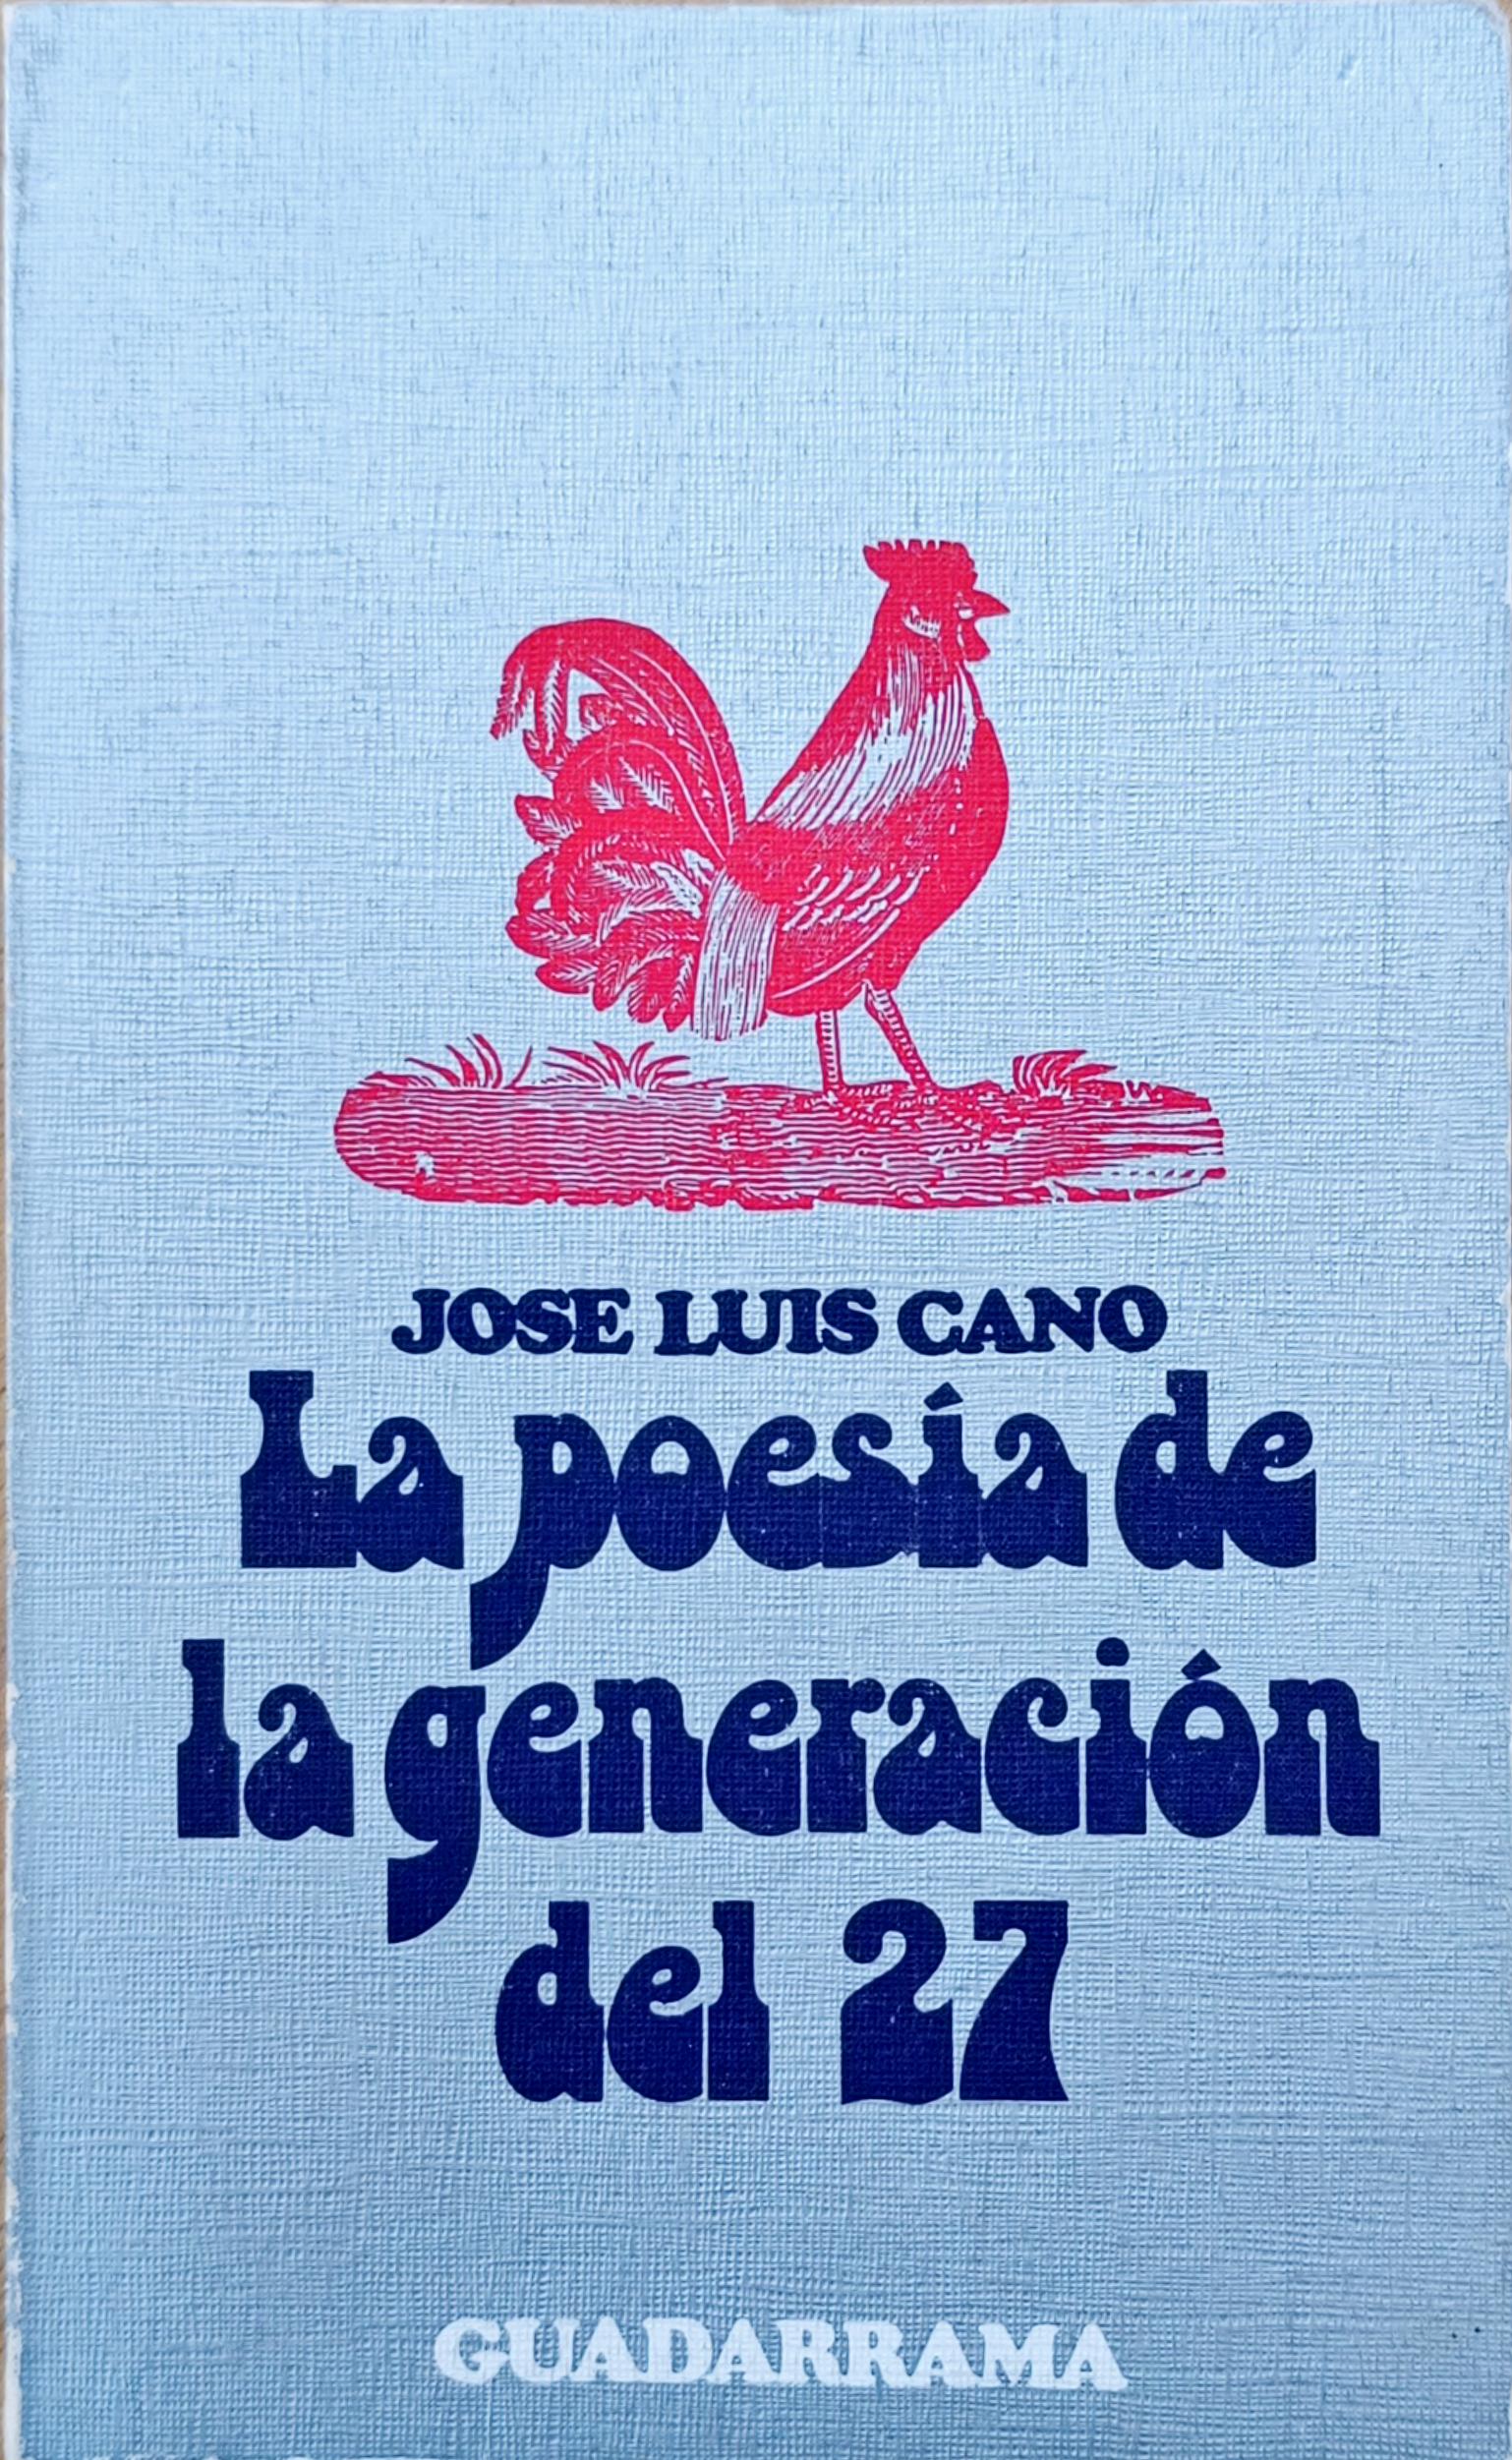 JOSE LUIS CANO
La poesía de
la generación
del 27
GUADARRAMA